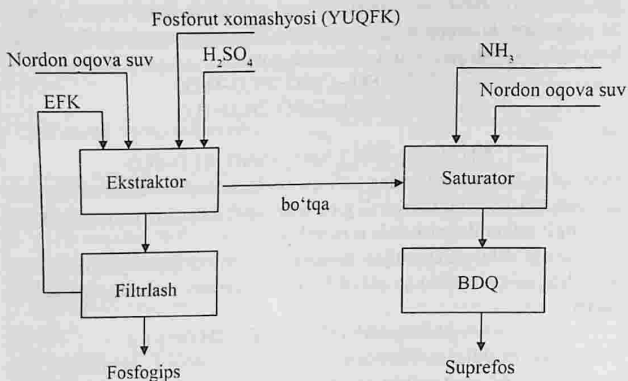 Fosforut xomashyosi (YUQFK)
Nordon oqova suv
H₂SO₄
EFK
NH₃
Nordon oqova suv
Ekstraktor
bo‘tqa
Saturator
Filtrlash
BDQ
Fosfogips
Suprefos